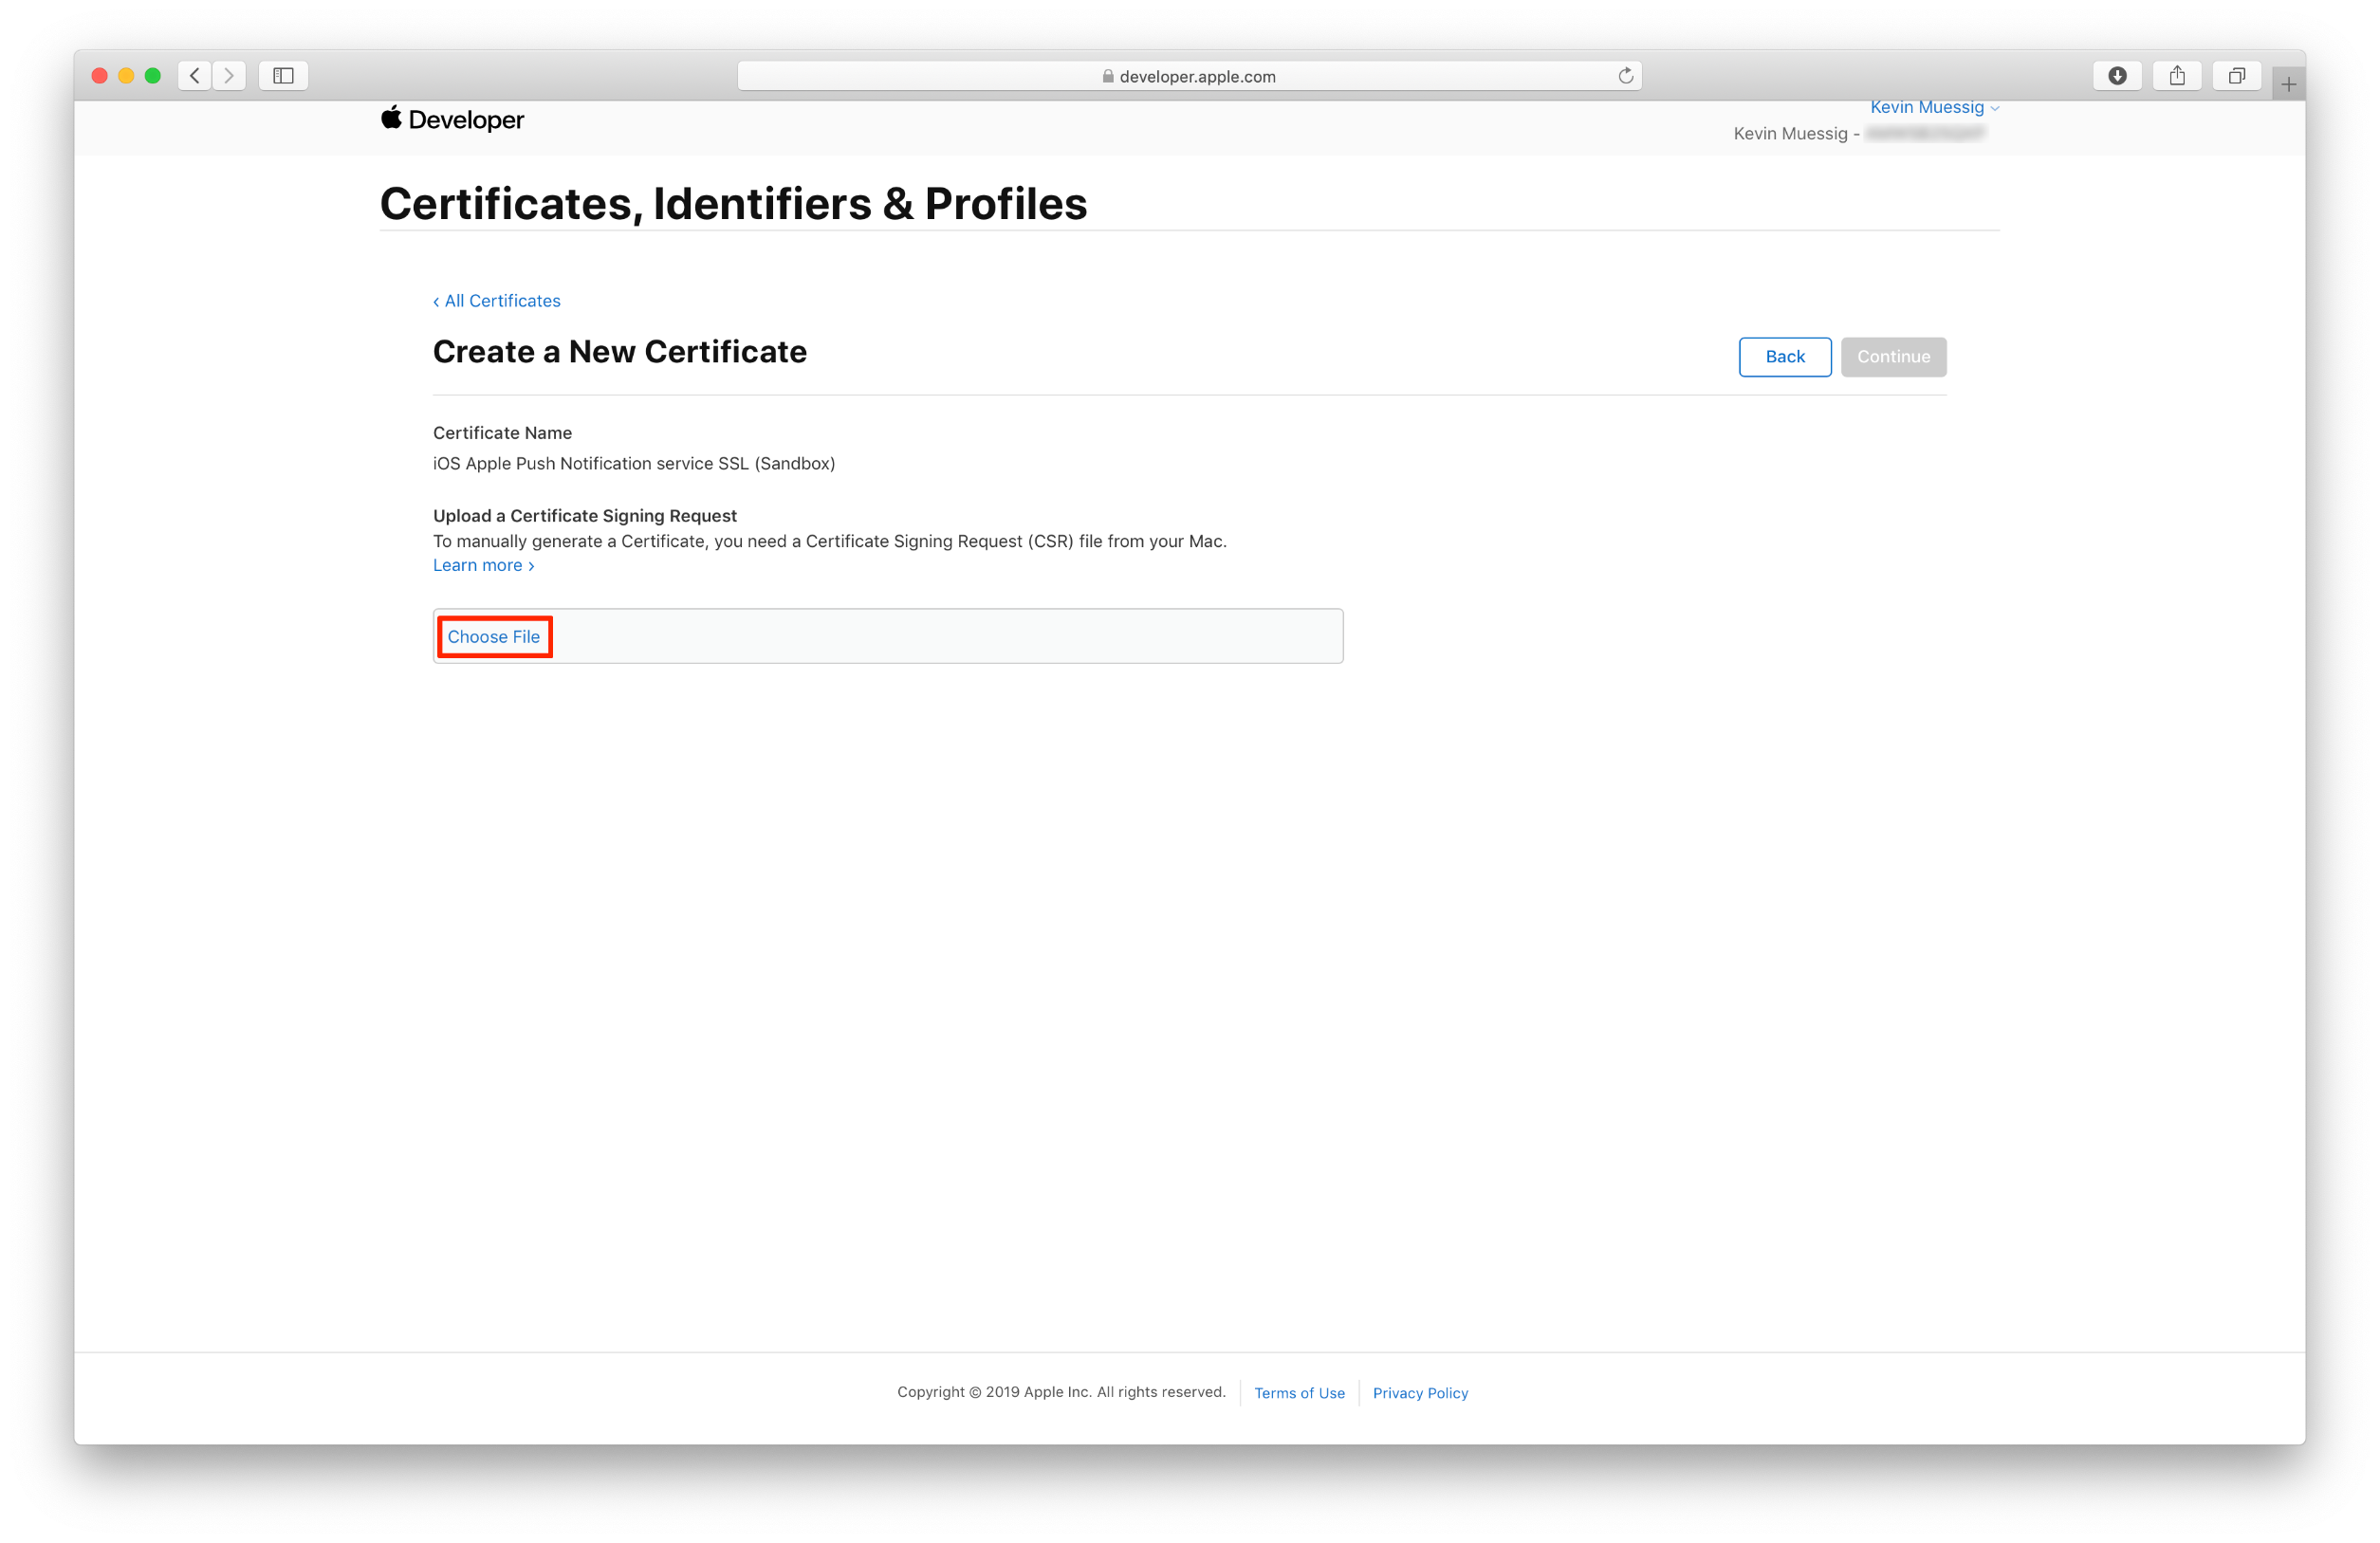 developer.apple.com
Developer
Kevin Muessig
Kevin Muessig -
Certificates, Identifiers & Profiles
‹ All Certificates
Create a New Certificate
Back
Continue
Certificate Name
iOS Apple Push Notification service SSL (Sandbox)
Upload a Certificate Signing Request
To manually generate a Certificate, you need a Certificate Signing Request (CSR) file from your Mac.
Learn more ›
Choose File
Copyright © 2019 Apple Inc. All rights reserved.
Terms of Use
Privacy Policy